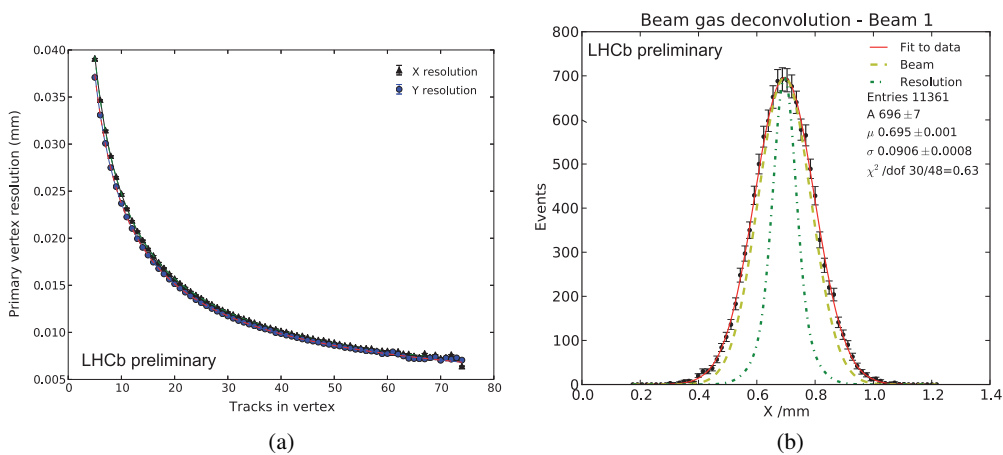 0.040
0.035
0.030
0.025
0.020
0.015
0.010
0.005
0
10
20
30
40
50
60
70
80
Primary vertex resolution (mm)
Tracks in vertex
X resolution
Y resolution
LHCb preliminary
(a)
Beam gas deconvolution - Beam 1
LHCb preliminary
Fit to data
Beam
Resolution
Entries 11361
A 696 ±7
μ 0.695 ±0.001
σ 0.0906 ±0.0008
χ² /dof 30/48=0.63
800
700
600
500
400
300
200
100
0
Events
0.0
0.2
0.4
0.6
0.8
1.0
1.2
1.4
X /mm
(b)